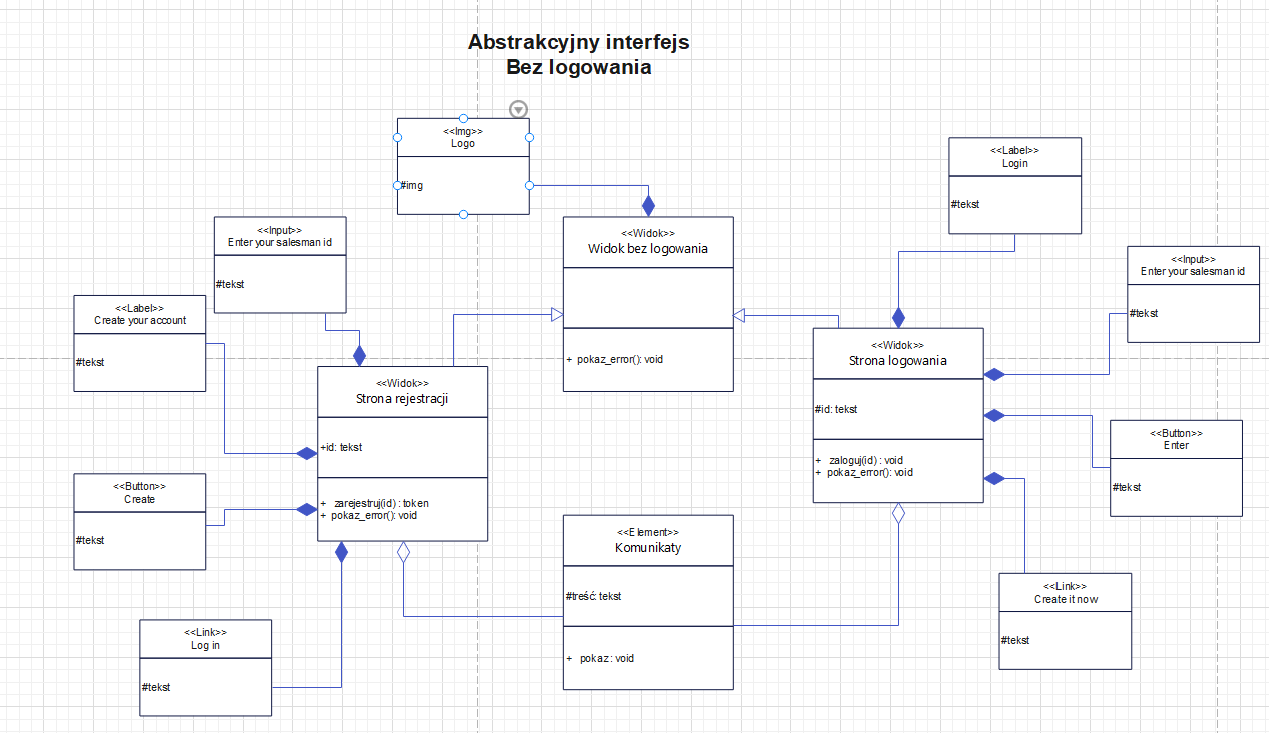 Abstrakcyjny interfejs
Bez logowania
<<Img>>
Logo
#img
<<Label>>
Login
#tekst
<<Input>>
Enter your salesman id
#tekst
<<Widok>>
Widok bez logowania
+ pokaz_error(): void
<<Input>>
Enter your salesman id
#tekst
<<Label>>
Create your account
#tekst
<<Widok>>
Strona logowania
#id: tekst
+ zaloguj(id) : void
+ pokaz_error(): void
<<Widok>>
Strona rejestracji
+id: tekst
+ zarejestruj(id) : token
+ pokaz_error(): void
<<Button>>
Enter
#tekst
<<Button>>
Create
#tekst
<<Element>>
Komunikaty
#treść: tekst
+ pokaz : void
<<Link>>
Create it now
#tekst
<<Link>>
Log in
#tekst